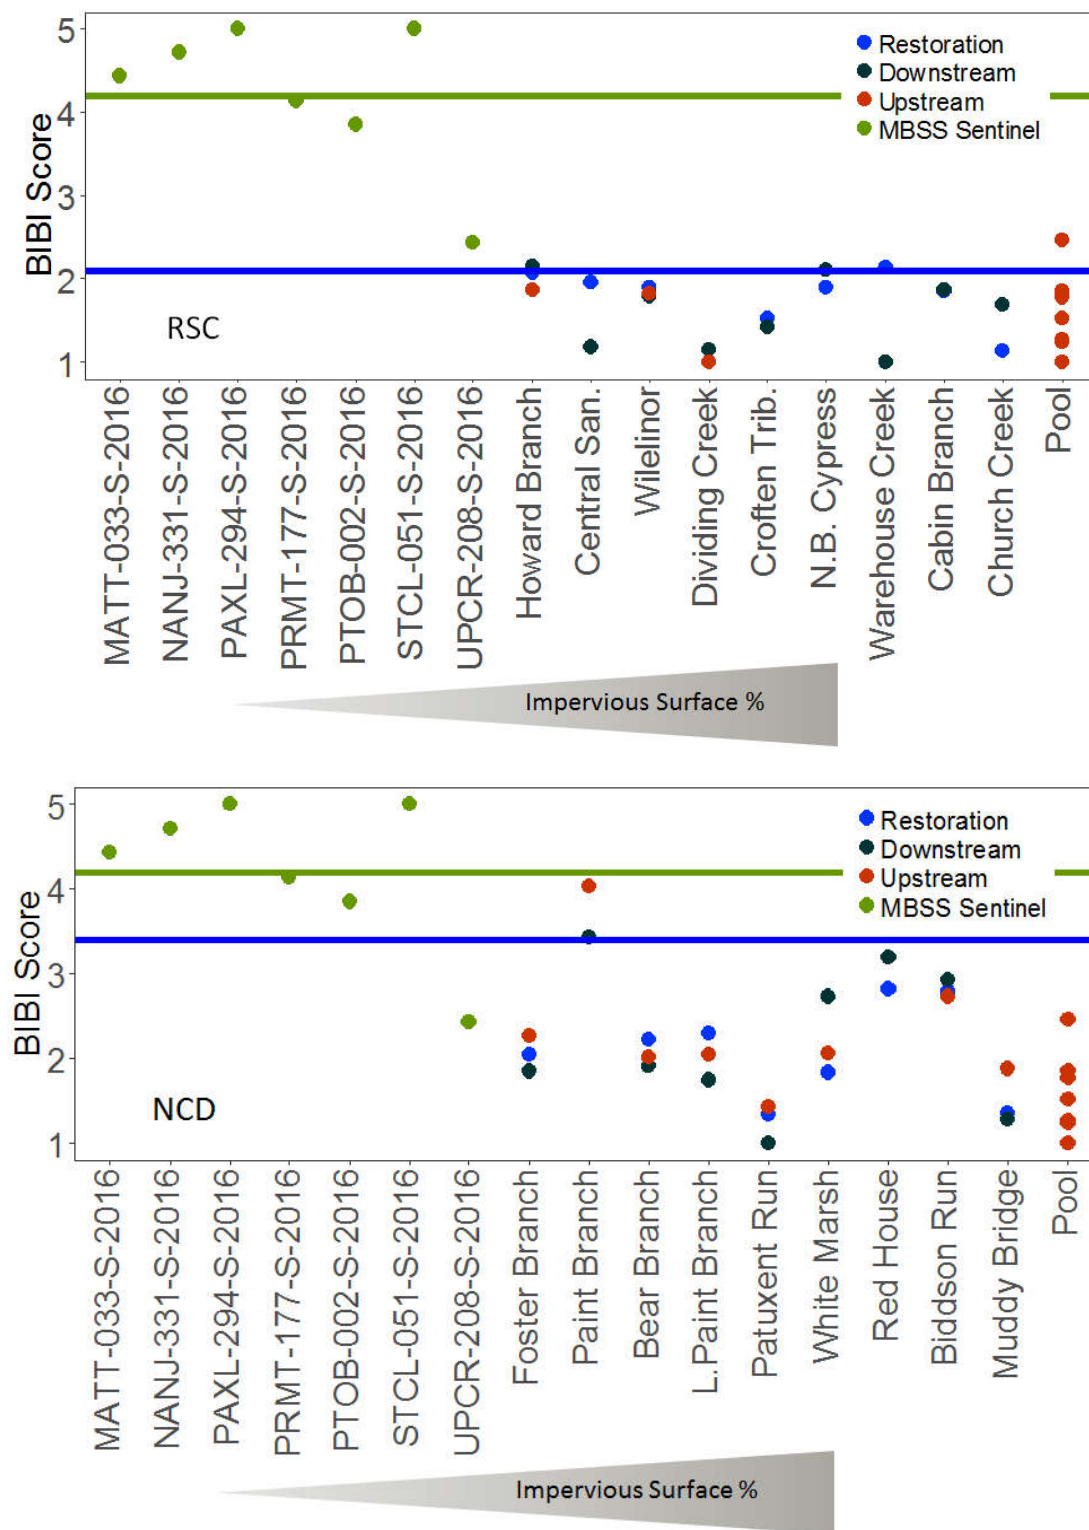 5
4
3
2
1
BIBI Score
Restoration
Downstream
Upstream
MBSS Sentinel
RSC
MATT-033-S-2016
NANJ-331-S-2016
PAXL-294-S-2016
PRMT-177-S-2016
PTOB-002-S-2016
STCL-051-S-2016
UPCR-208-S-2016
Howard Branch
Central San.
Wilelinor
Dividing Creek
Croften Trib.
N.B. Cypress
Warehouse Creek
Cabin Branch
Church Creek
Pool
Impervious Surface %
5
4
3
2
1
BIBI Score
Restoration
Downstream
Upstream
MBSS Sentinel
NCD
MATT-033-S-2016
NANJ-331-S-2016
PAXL-294-S-2016
PRMT-177-S-2016
PTOB-002-S-2016
STCL-051-S-2016
UPCR-208-S-2016
Foster Branch
Paint Branch
Bear Branch
L.Paint Branch
Patuxent Run
White Marsh
Red House
Biddson Run
Muddy Bridge
Pool
Impervious Surface %